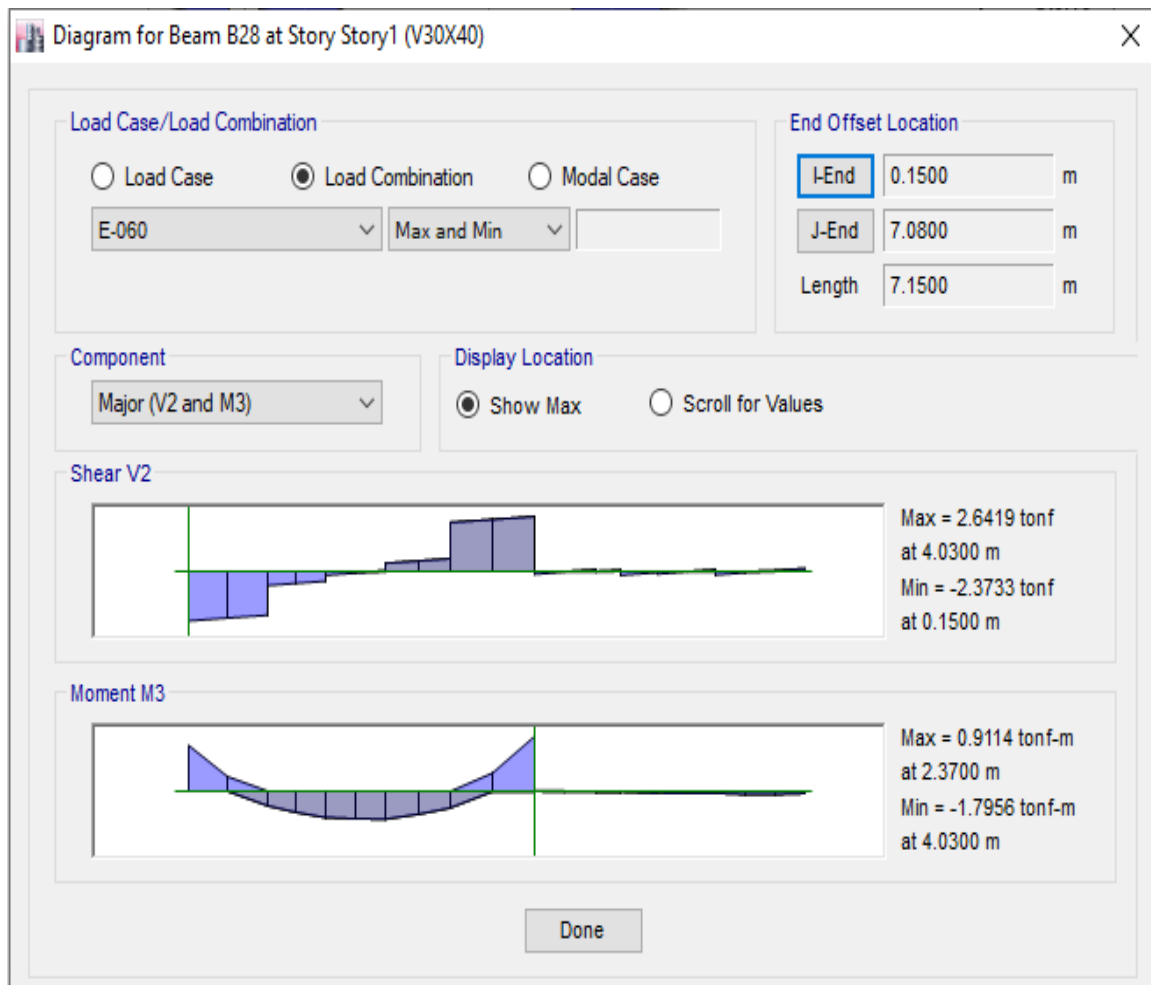 Diagram for Beam B28 at Story Story1 (V30X40)
Load Case/Load Combination
Load Case
Load Combination
Modal Case
E-060
Max and Min
End Offset Location
I-End
0.1500
m
J-End
7.0800
m
Length
7.1500
m
Component
Major (V2 and M3)
Display Location
Show Max
Scroll for Values
Shear V2
Max = 2.6419 tonf
at 4.0300 m
Min = -2.3733 tonf
at 0.1500 m
Moment M3
Max = 0.9114 tonf-m
at 2.3700 m
Min = -1.7956 tonf-m
at 4.0300 m
Done